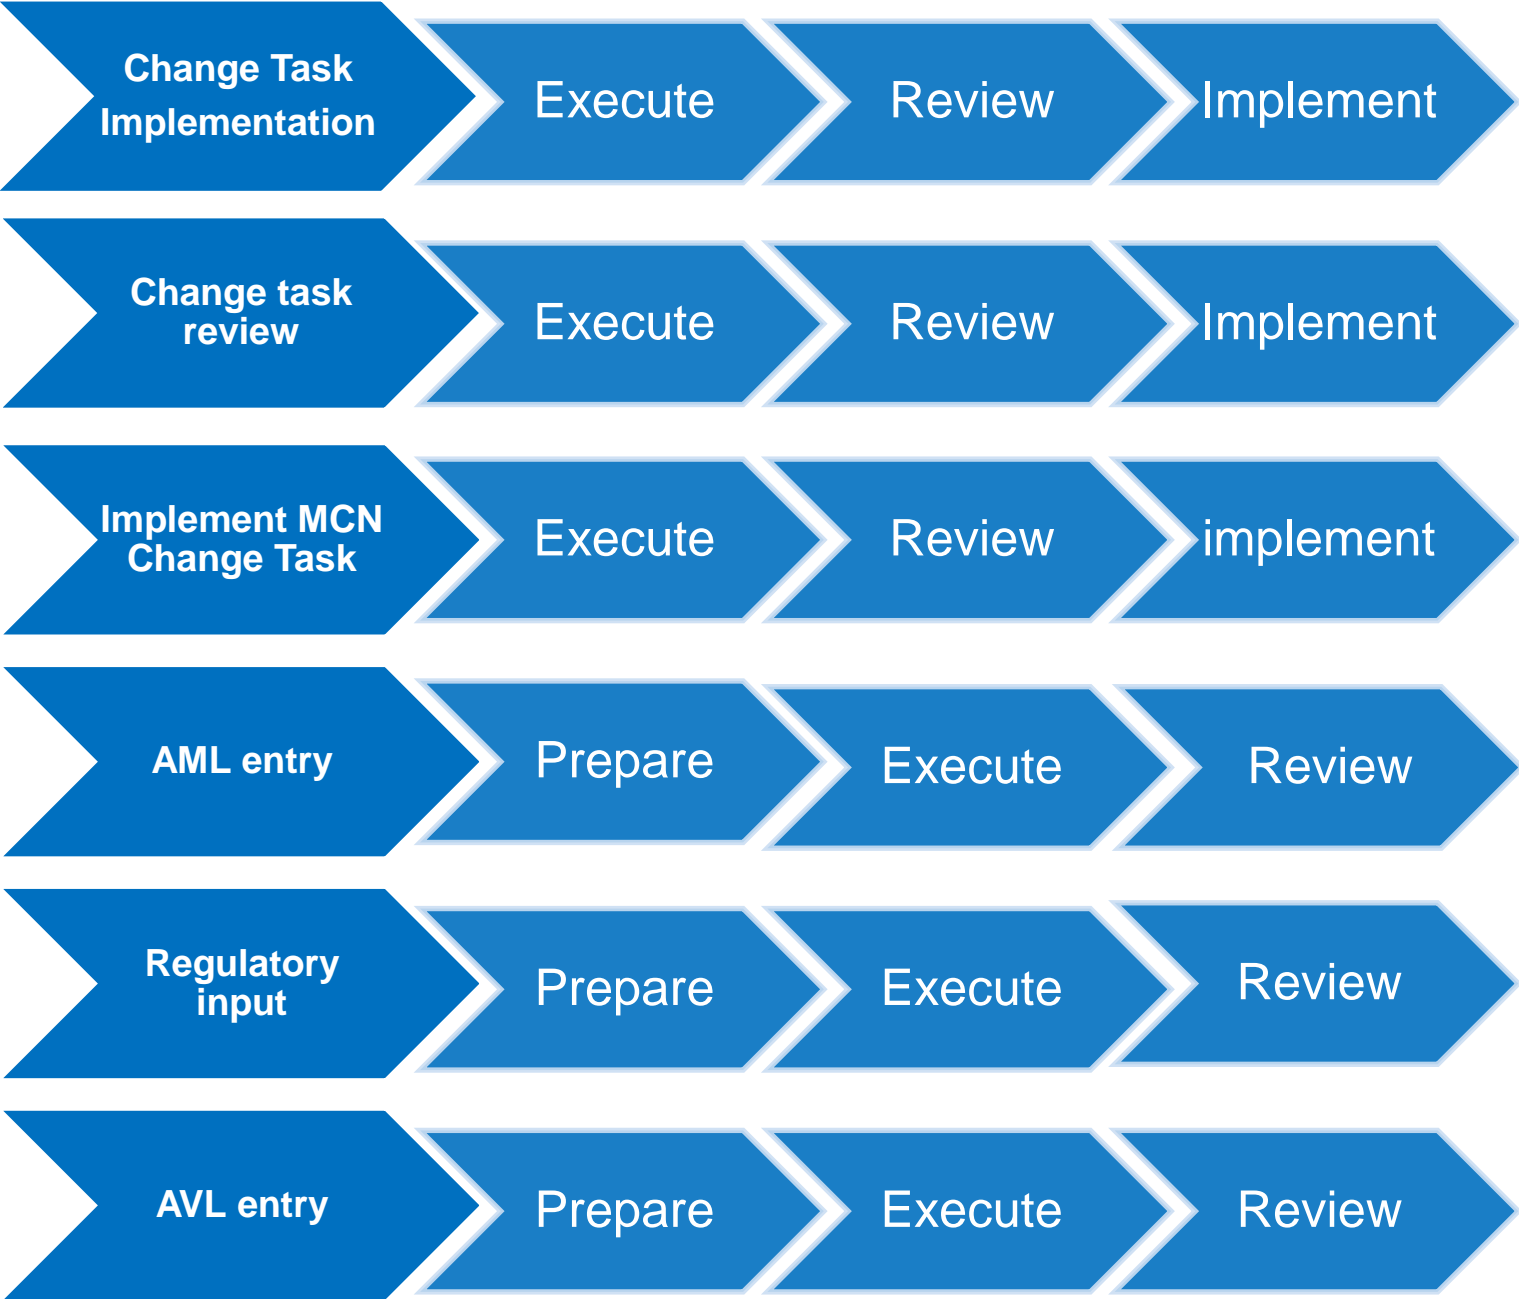 Change Task
Implementation
Execute
Review
Implement
Change task
review
Execute
Review
Implement
Implement MCN
Change Task
Execute
Review
implement
AML entry
Prepare
Execute
Review
Regulatory
input
Prepare
Execute
Review
AVL entry
Prepare
Execute
Review